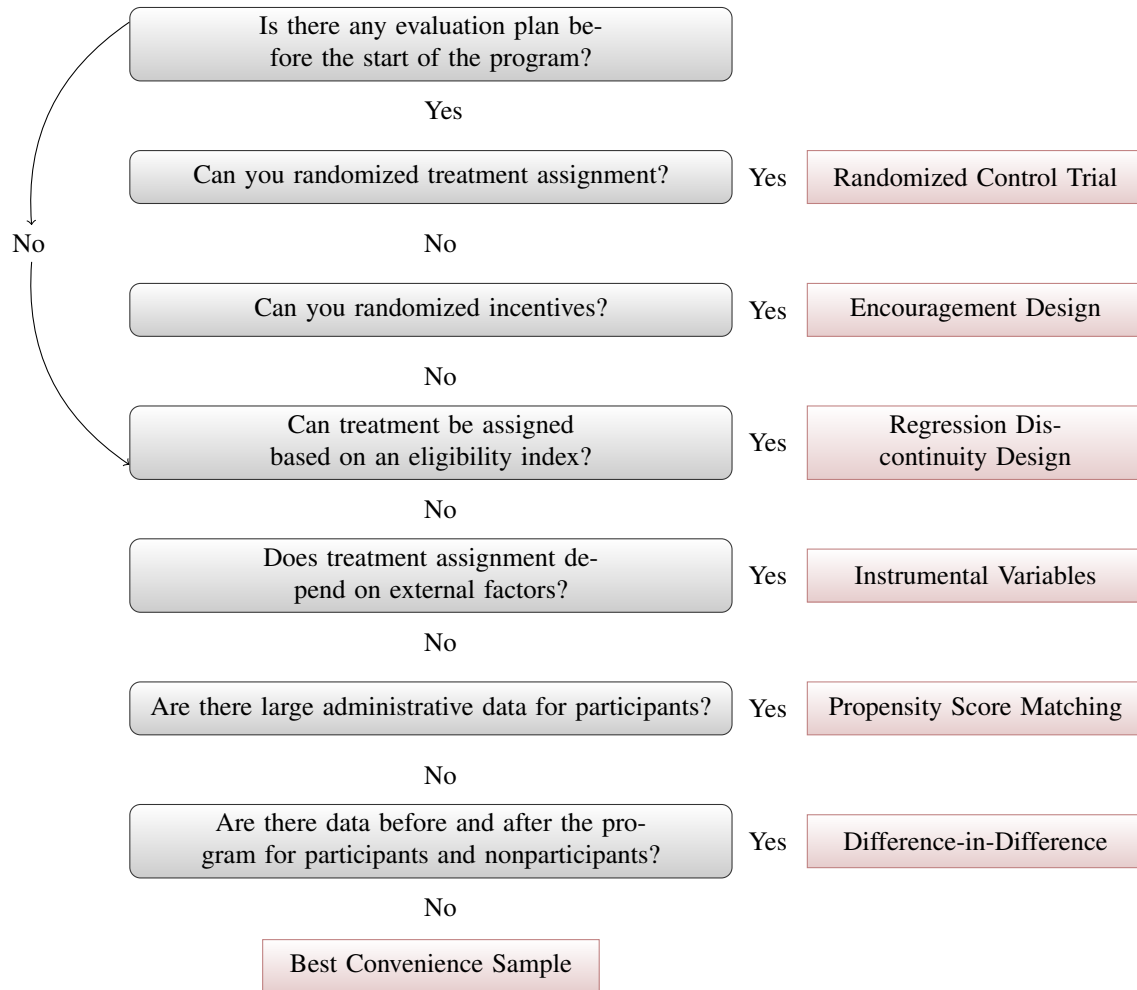 Is there any evaluation plan be-
fore the start of the program?
Yes
Can you randomized treatment assignment?
Yes
Randomized Control Trial
No
No
Can you randomized incentives?
Yes
Encouragement Design
No
Can treatment be assigned
based on an eligibility index?
Yes
Regression Dis-
continuity Design
No
Does treatment assignment de-
pend on external factors?
Yes
Instrumental Variables
No
Are there large administrative data for participants?
Yes
Propensity Score Matching
No
Are there data before and after the pro-
gram for participants and nonparticipants?
Yes
Difference-in-Difference
No
Best Convenience Sample